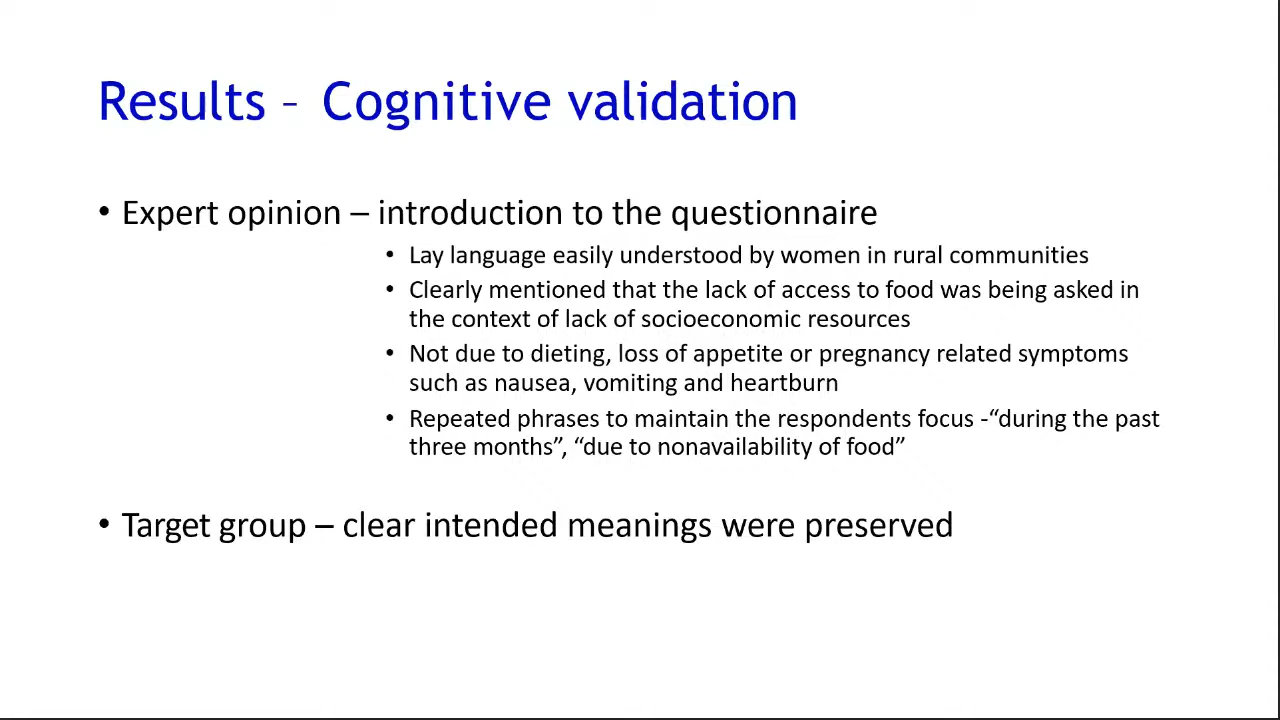 Results – Cognitive validation
• Expert opinion – introduction to the questionnaire
• Lay language easily understood by women in rural communities
• Clearly mentioned that the lack of access to food was being asked in
the context of lack of socioeconomic resources
• Not due to dieting, loss of appetite or pregnancy related symptoms
such as nausea, vomiting and heartburn
• Repeated phrases to maintain the respondents focus -“during the past
three months”, “due to nonavailability of food”
• Target group – clear intended meanings were preserved